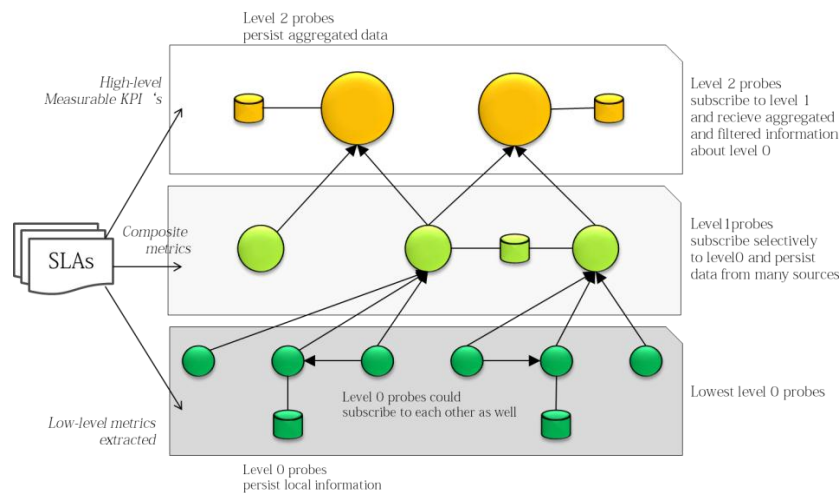 Level 2 probes
persist aggregated data
High-level
Measurable KPI‘s
Level 2 probes
subscribe to level 1
and recieve aggregated
and filtered information
about level 0
SLAs
Composite
metrics
Level1probes
subscribe selectively
to level0 and persist
data from many sources
Level 0 probes could
subscribe to each other as well
Lowest level 0 probes
Low-level metrics
extracted
Level 0 probes
persist local information